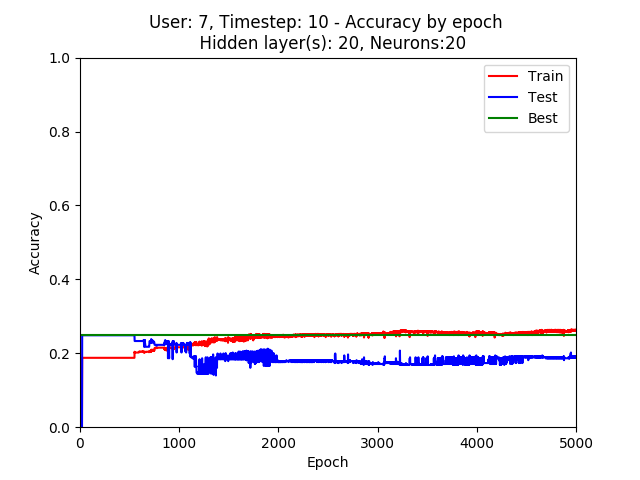 User: 7, Timestep: 10 - Accuracy by epoch
Hidden layer(s): 20, Neurons:20
1.0
0.8
0.6
0.4
0.2
0.0
Accuracy
Train
Test
Best
0 1000 2000 3000 4000 5000
Epoch